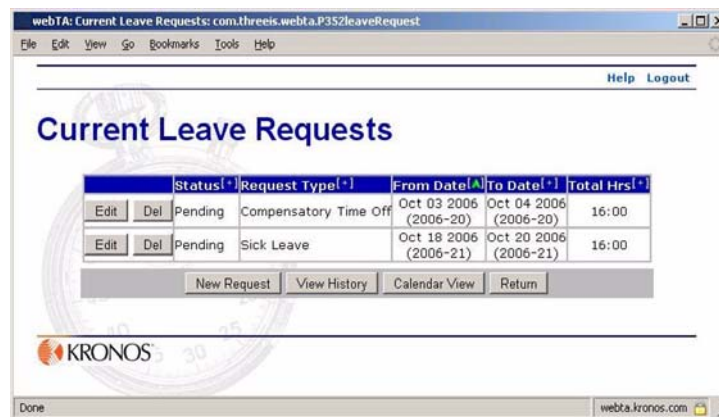 webTA: Current Leave Requests: com.threeis.webta.P352leaveRequest
File Edit View Go Bookmarks Tools Help
Help Logout
Current Leave Requests
Status[+] Request Type[+] From Date[A] To Date[+] Total Hrs[+]
Edit Del Pending Compensatory Time Off Oct 03 2006 (2006-20) Oct 04 2006 (2006-20) 16:00
Edit Del Pending Sick Leave Oct 18 2006 (2006-21) Oct 20 2006 (2006-21) 16:00
New Request View History Calendar View Return
KRONOS
Done webta.kronos.com